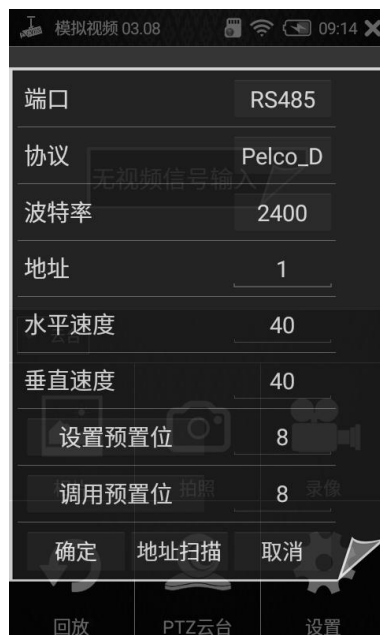 模拟视频 03.08 09:14
端口 RS485
协议 Pelco_D
无视频信号输入
波特率 2400
地址 1
水平速度 40
云台
垂直速度 40
设置预置位 8
调用预置位 8
拍照 录像
确定 地址扫描 取消
回放 PTZ云台 设置